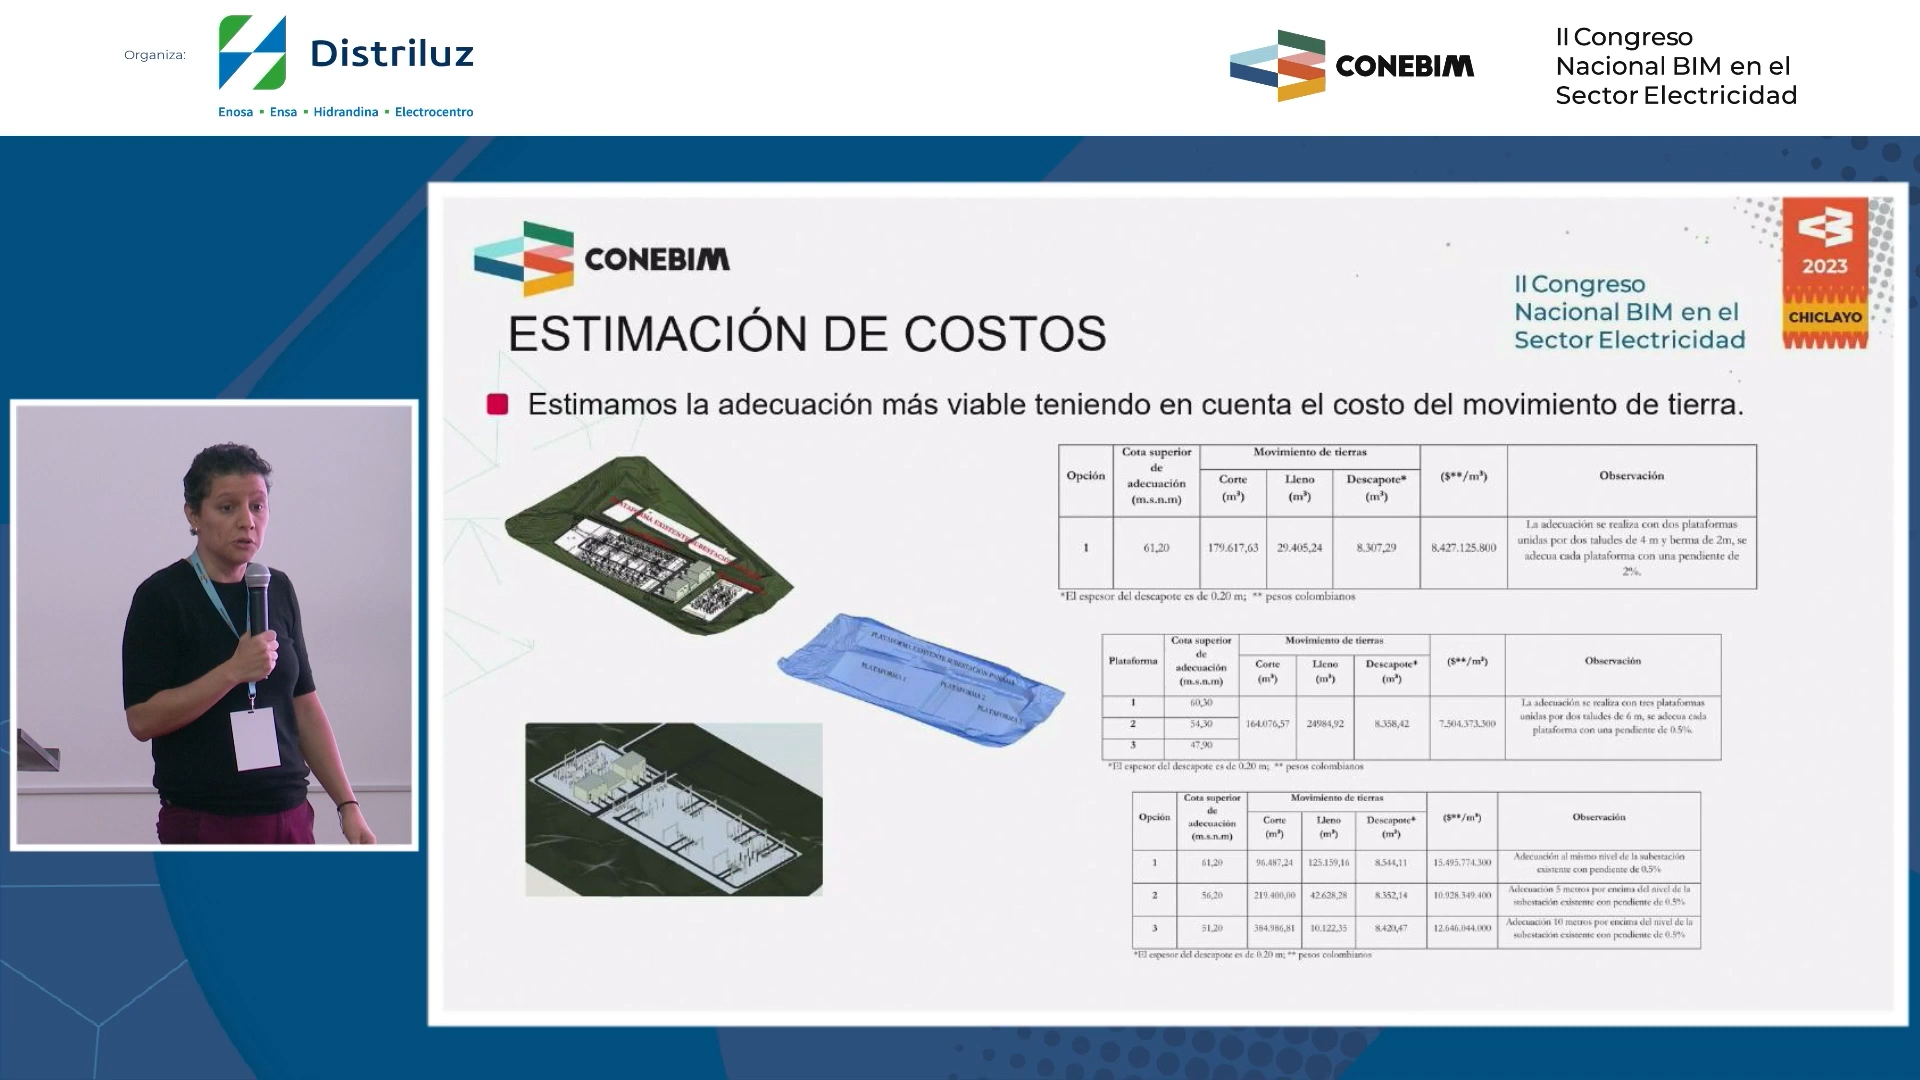 Organiza:
Distriluz
Enosa ▪ Ensa ▪ Hidrandina ▪ Electrocentro
CONEBIM
II Congreso
Nacional BIM en el
Sector Electricidad
CONEBIM
II Congreso
Nacional BIM en el
Sector Electricidad
2023
CHICLAYO
ESTIMACIÓN DE COSTOS
Estimamos la adecuación más viable teniendo en cuenta el costo del movimiento de tierra.
Opción
Cota superior
de
adecuación
(m.s.n.m)
Movimiento de tierras
Corte
(m³)
Lleno
(m³)
Descapote*
(m³)
($**/m³)
Observación
1
61,20
179.617,63
29.405,24
8.307,29
8.427.125.800
La adecuación se realiza con dos plataformas
unidas por dos taludes de 4 m y berma de 2m, se
adecua cada plataforma con una pendiente de
2%.
*El espesor del descapote es de 0.20 m; ** pesos colombianos
PLATAFORMA EXISTENTE SUBESTACIÓN PANAMÁ
PLATAFORMA 1
PLATAFORMA 2
PLATAFORMA
Plataforma
Cota superior
de
adecuación
(m.s.n.m)
Movimiento de tierras
Corte
(m³)
Lleno
(m³)
Descapote*
(m³)
($**/m³)
Observación
1
60,30
2
54,30
3
47,90
164.076,57
24984,92
8.358,42
7.504.373.500
La adecuación se realiza con tres plataformas
unidas por dos taludes de 6 m, se adecua cada
plataforma con una pendiente de 0.5%.
*El espesor del descapote es de 0.20 m; ** pesos colombianos
Opción
Cota superior
de
adecuación
(m.s.n.m)
Movimiento de tierras
Corte
(m³)
Lleno
(m³)
Descapote*
(m³)
($**/m³)
Observación
1
61,20
96.487,24
125.159,16
8.544,11
15.495.774.300
Adecuación al mismo nivel de la subestación
existente con pendiente de 0.5%
2
56,20
219.400,00
42.628,28
8.352,14
10.928.349.400
Adecuación 5 metros por encima del nivel de la
subestación existente con pendiente de 0.5%
3
51,20
384.986,81
10.122,35
8.420,47
12.646.044.000
Adecuación 10 metros por encima del nivel de la
subestación existente con pendiente de 0.5%
*El espesor del descapote es de 0.20 m; ** pesos colombianos